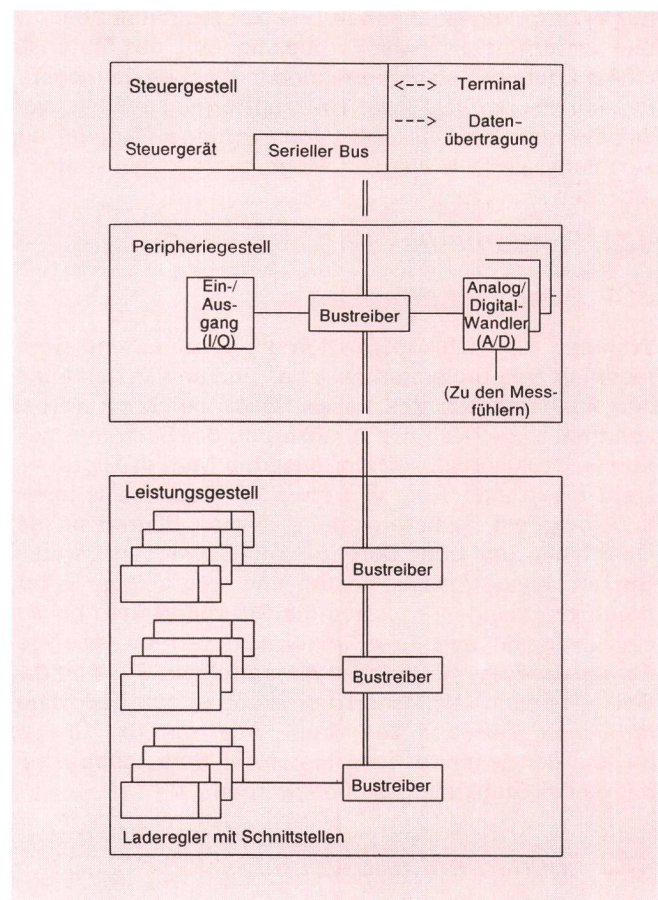 Steuergestell
<--->
Terminal
--->
Daten-
übertragung
Steuergerät
Serieller Bus
Peripheriegestell
Ein-/
Aus-
gang
(I/Q)
Bustreiber
Analog/
Digital-
Wandler
(A/D)
(Zu den Mess-
fühlern)
Leistungsgestell
Bustreiber
Bustreiber
Bustreiber
Laderegler mit Schnittstellen